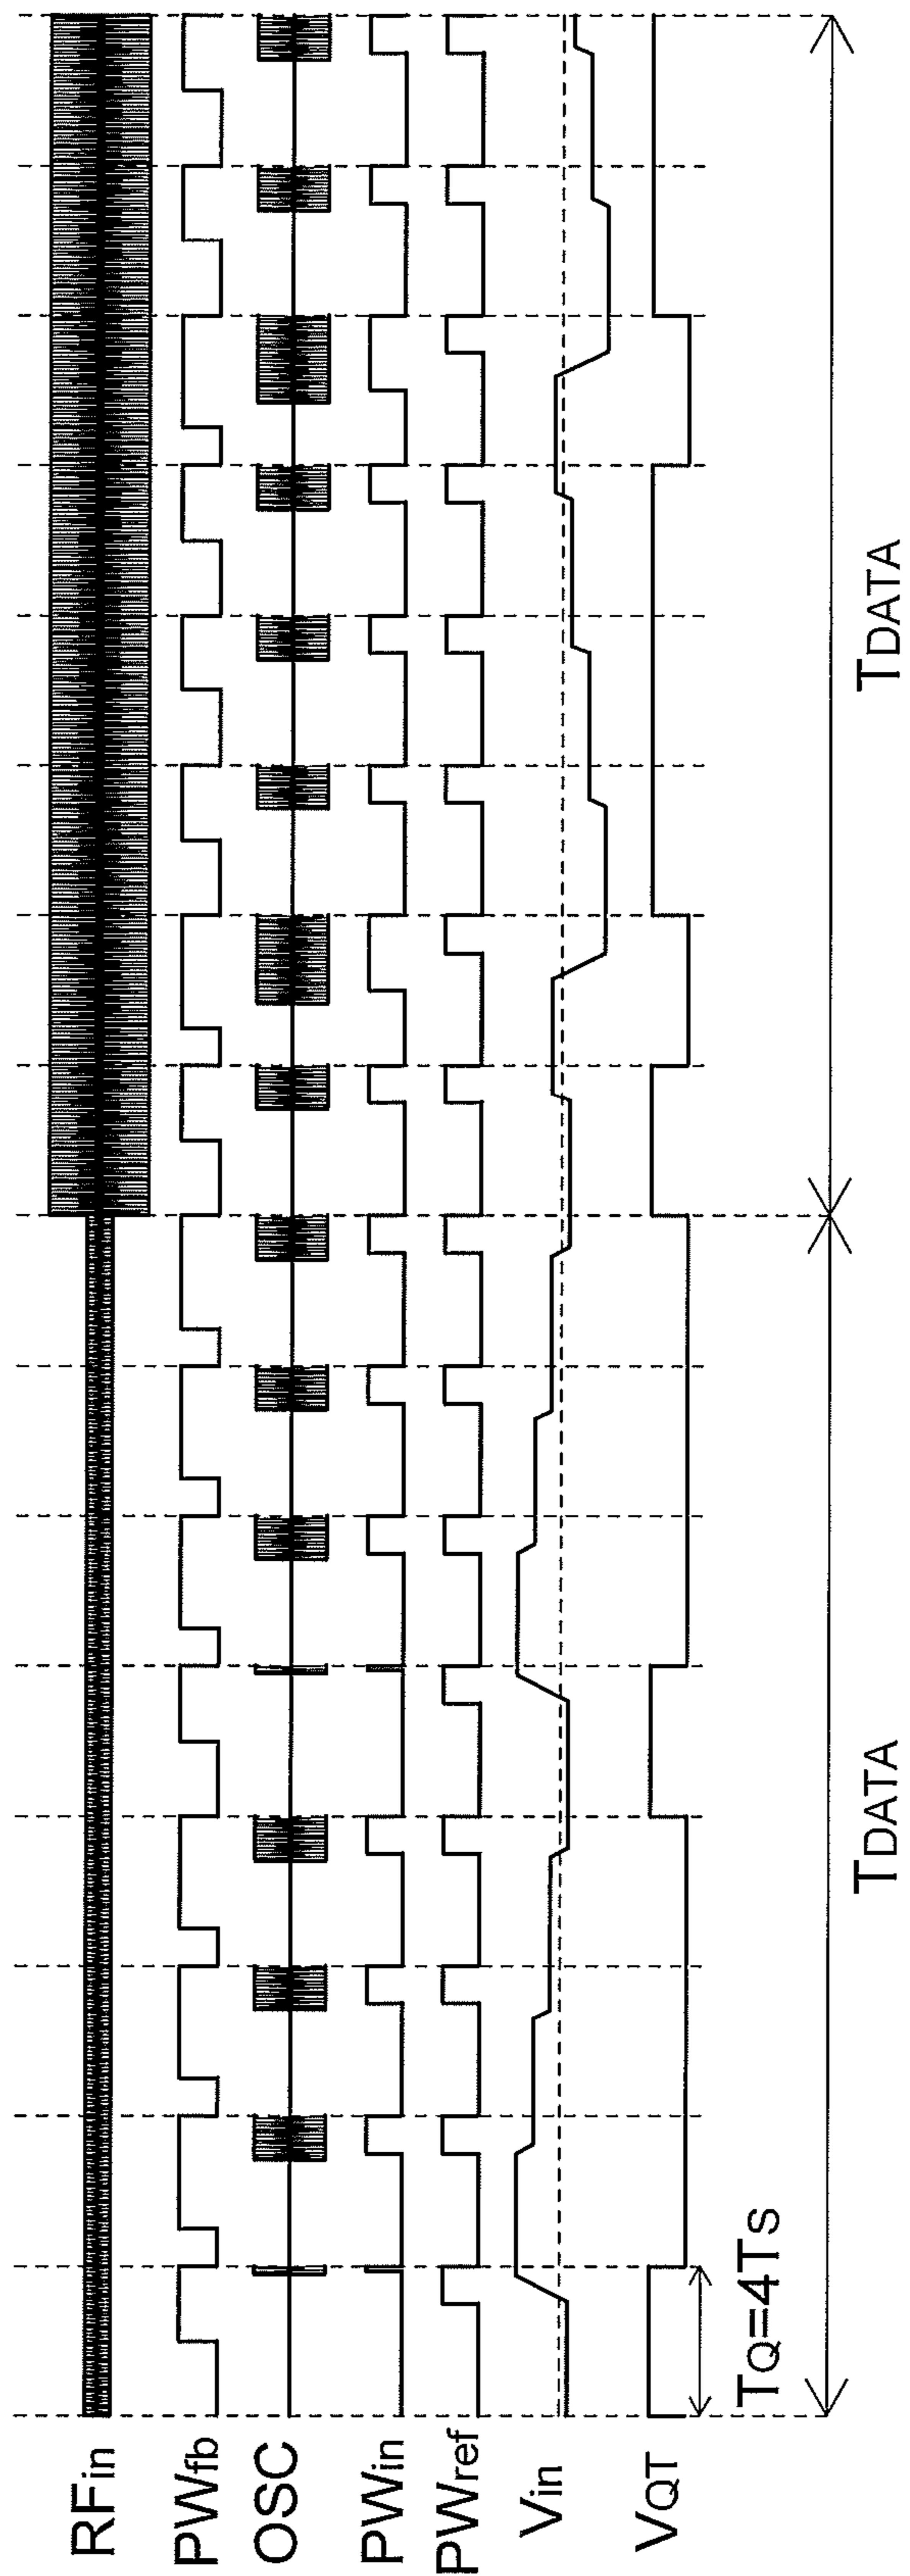 RFin
PWfb
OSC
PWin
PWref
Vin
VQT
TQ=4TS
TDATA
TDATA